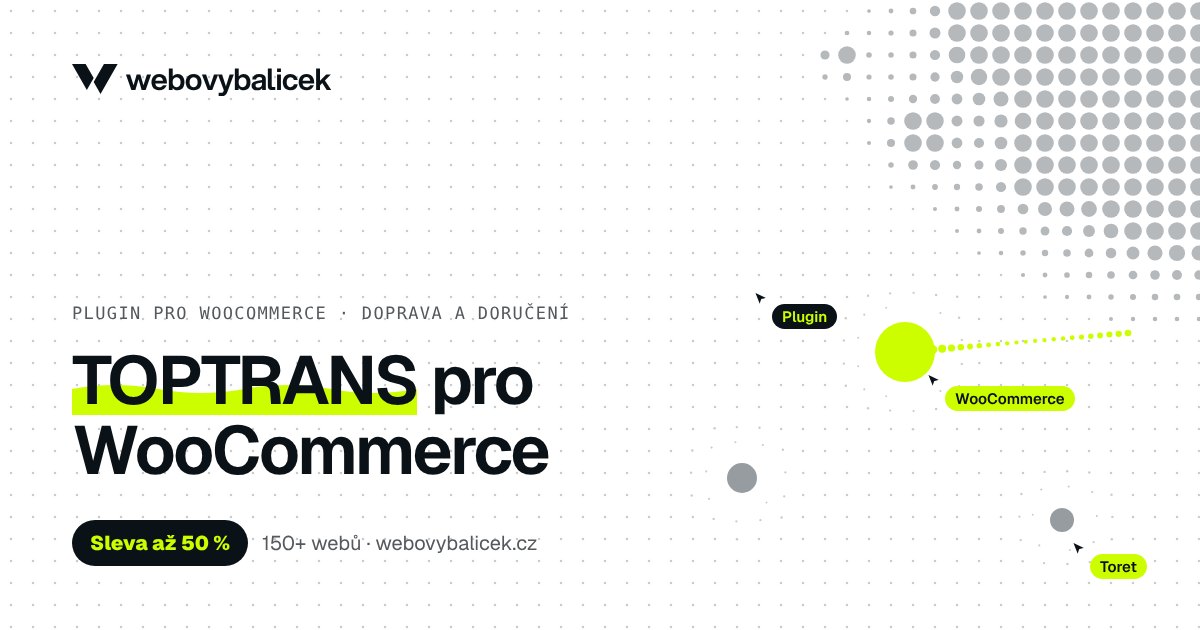 webovybalicek
PLUGIN PRO WOOCOMMERCE · DOPRAVA A DORUČENÍ
TOPTRANS pro
WooCommerce
Sleva až 50 %
150+ webů · webovybalicek.cz
Plugin
WooCommerce
Toret